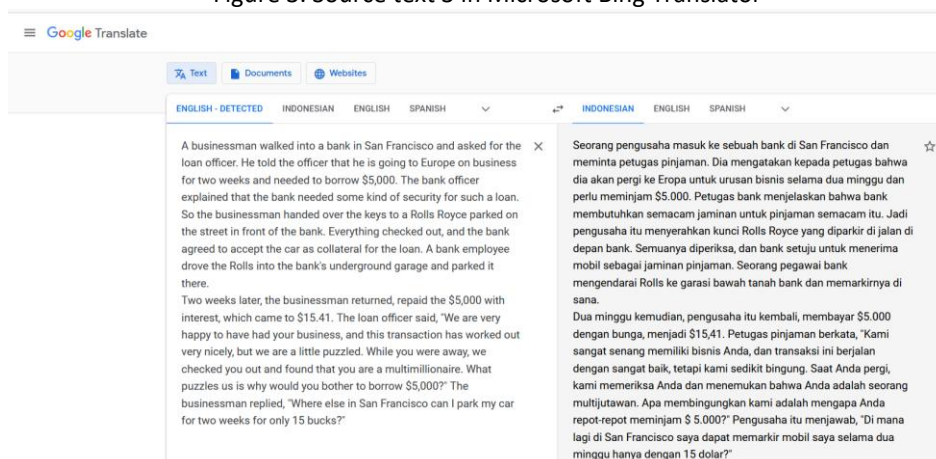 Figure 3. Source text 3 in Microsoft Bing Translator
Google Translate
Text Documents Websites
ENGLISH - DETECTED INDONESIAN ENGLISH SPANISH
INDONESIAN ENGLISH SPANISH
A businessman walked into a bank in San Francisco and asked for the
loan officer. He told the officer that he is going to Europe on business
for two weeks and needed to borrow $5,000. The bank officer
explained that the bank needed some kind of security for such a loan.
So the businessman handed over the keys to a Rolls Royce parked on
the street in front of the bank. Everything checked out, and the bank
agreed to accept the car as collateral for the loan. A bank employee
drove the Rolls into the bank's underground garage and parked it
there.
Two weeks later, the businessman returned, repaid the $5,000 with
interest, which came to $15.41. The loan officer said, "We are very
happy to have had your business, and this transaction has worked out
very nicely, but we are a little puzzled. While you were away, we
checked you out and found that you are a multimillionaire. What
puzzles us is why would you bother to borrow $5,000?" The
businessman replied, "Where else in San Francisco can I park my car
for two weeks for only 15 bucks?"
Seorang pengusaha masuk ke sebuah bank di San Francisco dan
meminta petugas pinjaman. Dia mengatakan kepada petugas bahwa
dia akan pergi ke Eropa untuk urusan bisnis selama dua minggu dan
perlu meminjam $5.000. Petugas bank menjelaskan bahwa bank
membutuhkan semacam jaminan untuk pinjaman semacam itu. Jadi
pengusaha itu menyerahkan kunci Rolls Royce yang diparkir di jalan di
depan bank. Semuanya diperiksa, dan bank setuju untuk menerima
mobil sebagai jaminan pinjaman. Seorang pegawai bank
mengendarai Rolls ke garasi bawah tanah bank dan memarkirnya di
sana.
Dua minggu kemudian, pengusaha itu kembali, membayar $5.000
dengan bunga, menjadi $15,41. Petugas pinjaman berkata, "Kami
sangat senang memiliki bisnis Anda, dan transaksi ini berjalan
dengan sangat baik, tetapi kami sedikit bingung. Saat Anda pergi,
kami memeriksa Anda dan menemukan bahwa Anda adalah seorang
multijutawan. Apa membingungkan kami adalah mengapa Anda
repot-repot meminjam $ 5.000?" Pengusaha itu menjawab, "Di mana
lagi di San Francisco saya dapat memarkir mobil saya selama dua
minggu hanya dengan 15 dolar?"